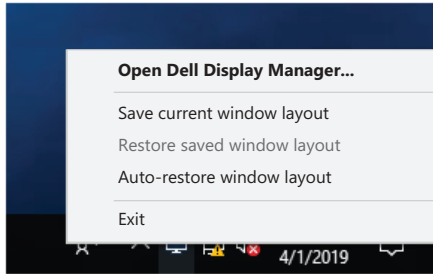 Open Dell Display Manager...
Save current window layout
Restore saved window layout
Auto-restore window layout
Exit
4/1/2019